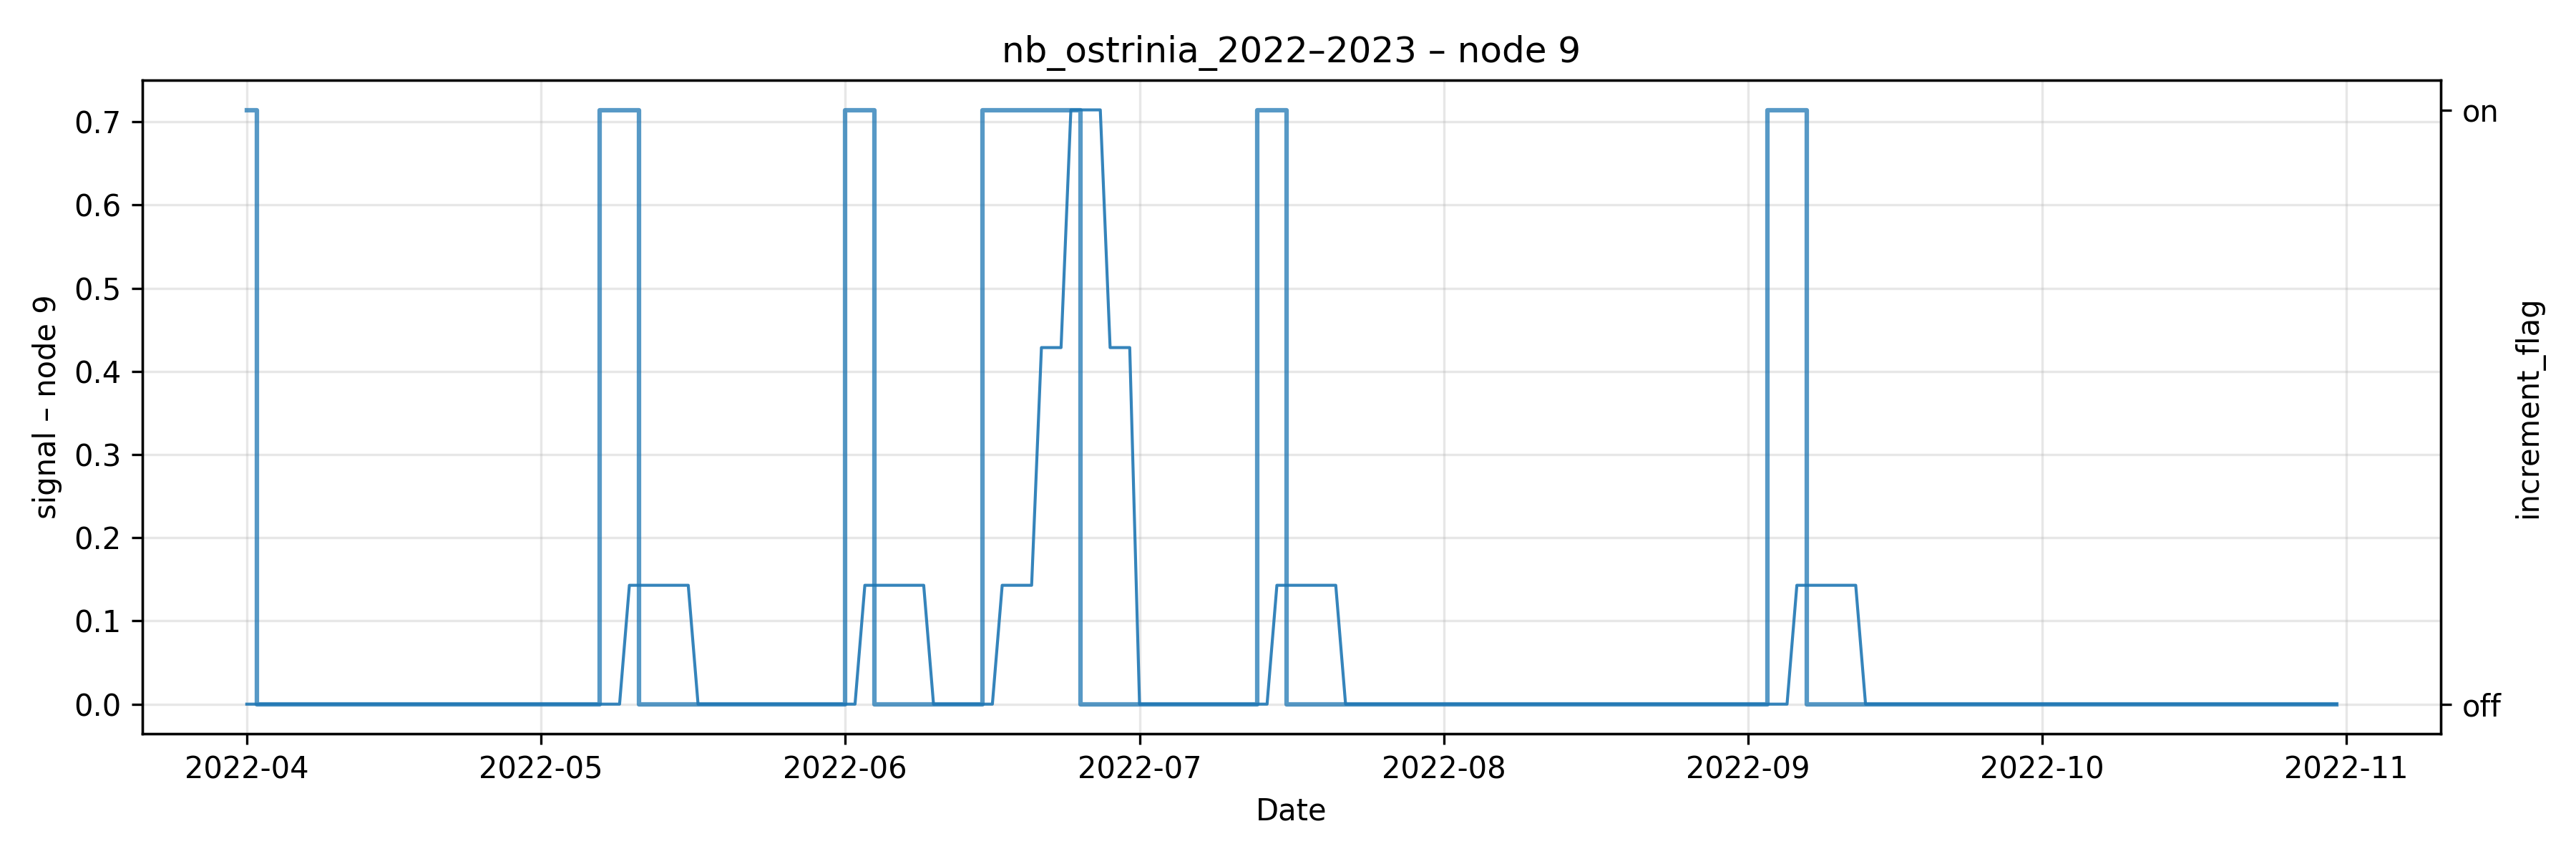 nb_ostrinia_2022–2023 – node 9
signal – node 9
0.7
0.6
0.5
0.4
0.3
0.2
0.1
0.0
on
off
increment_flag
2022-04 2022-05 2022-06 2022-07 2022-08 2022-09 2022-10 2022-11
Date